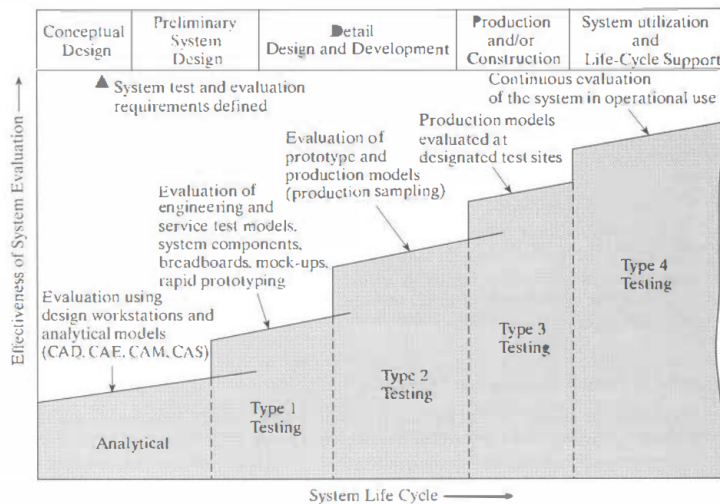 Conceptual
Design
Preliminary
System
Design
Detail
Design and Development
Production
and/or
Construction
System utilization
and
Life-Cycle Support
System test and evaluation
requirements defined
Continuous evaluation
of the system in operational use
Production models
evaluated at
designated test sites
Evaluation of
prototype and
production models
(production sampling)
Evaluation of
engineering and
service test models,
system components,
breadboards, mock-ups,
rapid prototyping
Evaluation using
design workstations and
analytical models
(CAD, CAE, CAM, CAS)
Effectiveness of System Evaluation
Analytical
Type 1
Testing
Type 2
Testing
Type 3
Testing
Type 4
Testing
System Life Cycle